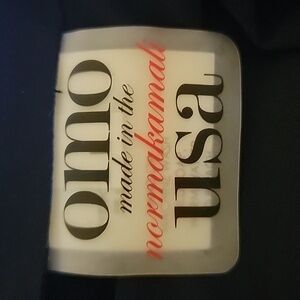 omo
made in the
normakamali
usa